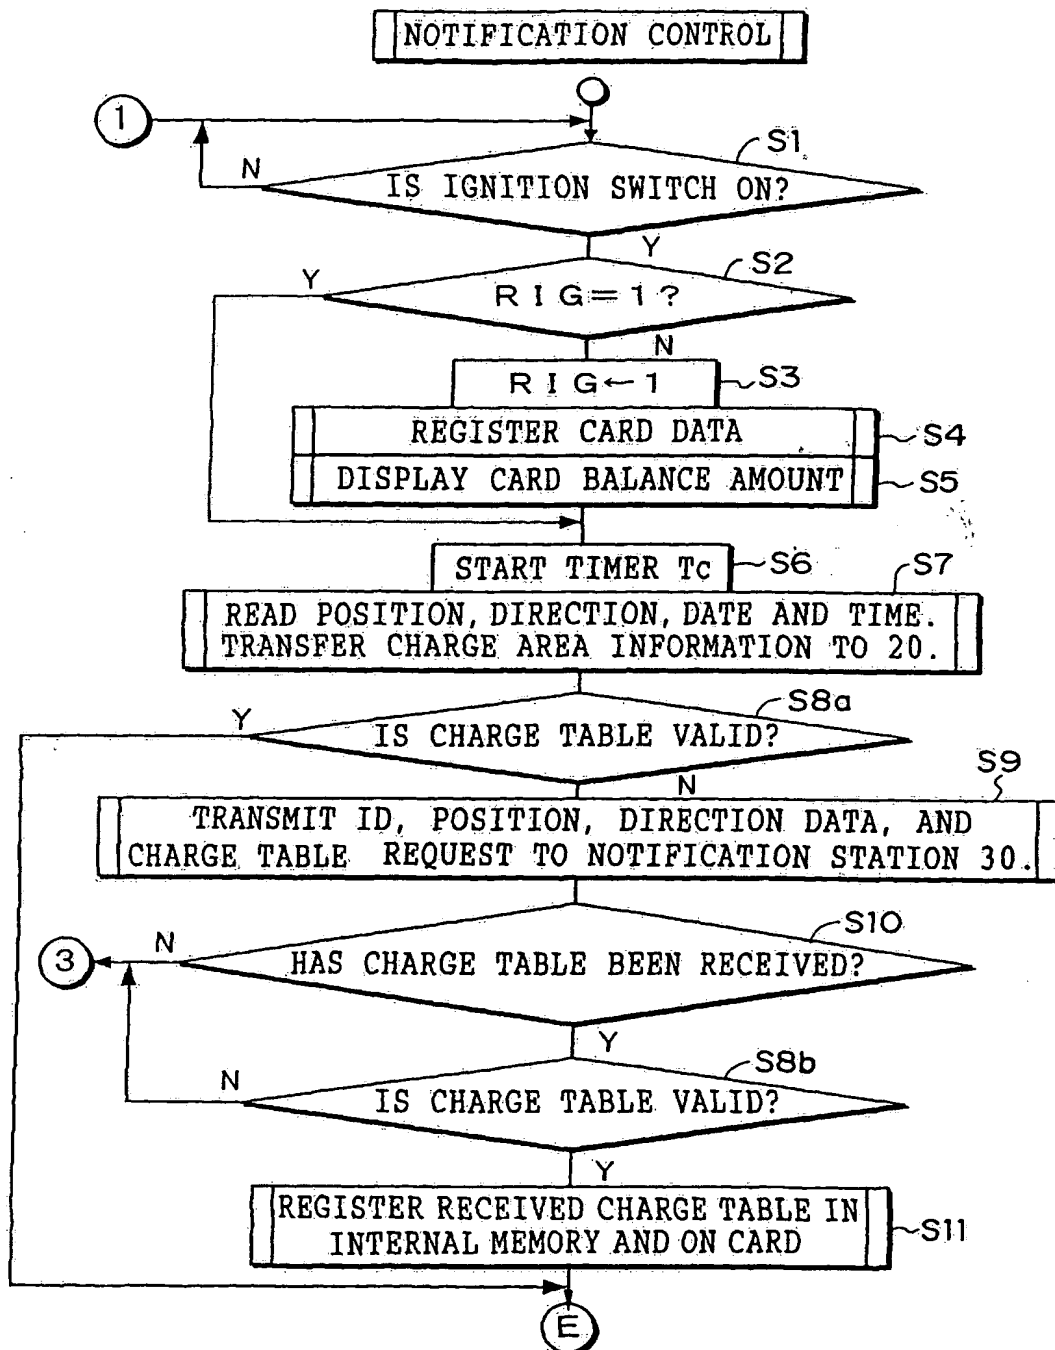 NOTIFICATION CONTROL
1
S1
N
IS IGNITION SWITCH ON?
Y
S2
Y
RIG=1?
N
RIG←1
S3
REGISTER CARD DATA
S4
DISPLAY CARD BALANCE AMOUNT
S5
START TIMER Tc
S6
S7
READ POSITION, DIRECTION, DATE AND TIME.
TRANSFER CHARGE AREA INFORMATION TO 20.
S8a
Y
IS CHARGE TABLE VALID?
N
S9
TRANSMIT ID, POSITION, DIRECTION DATA, AND
CHARGE TABLE REQUEST TO NOTIFICATION STATION 30.
S10
3
N
HAS CHARGE TABLE BEEN RECEIVED?
Y
S8b
N
IS CHARGE TABLE VALID?
Y
REGISTER RECEIVED CHARGE TABLE IN
INTERNAL MEMORY AND ON CARD
S11
E